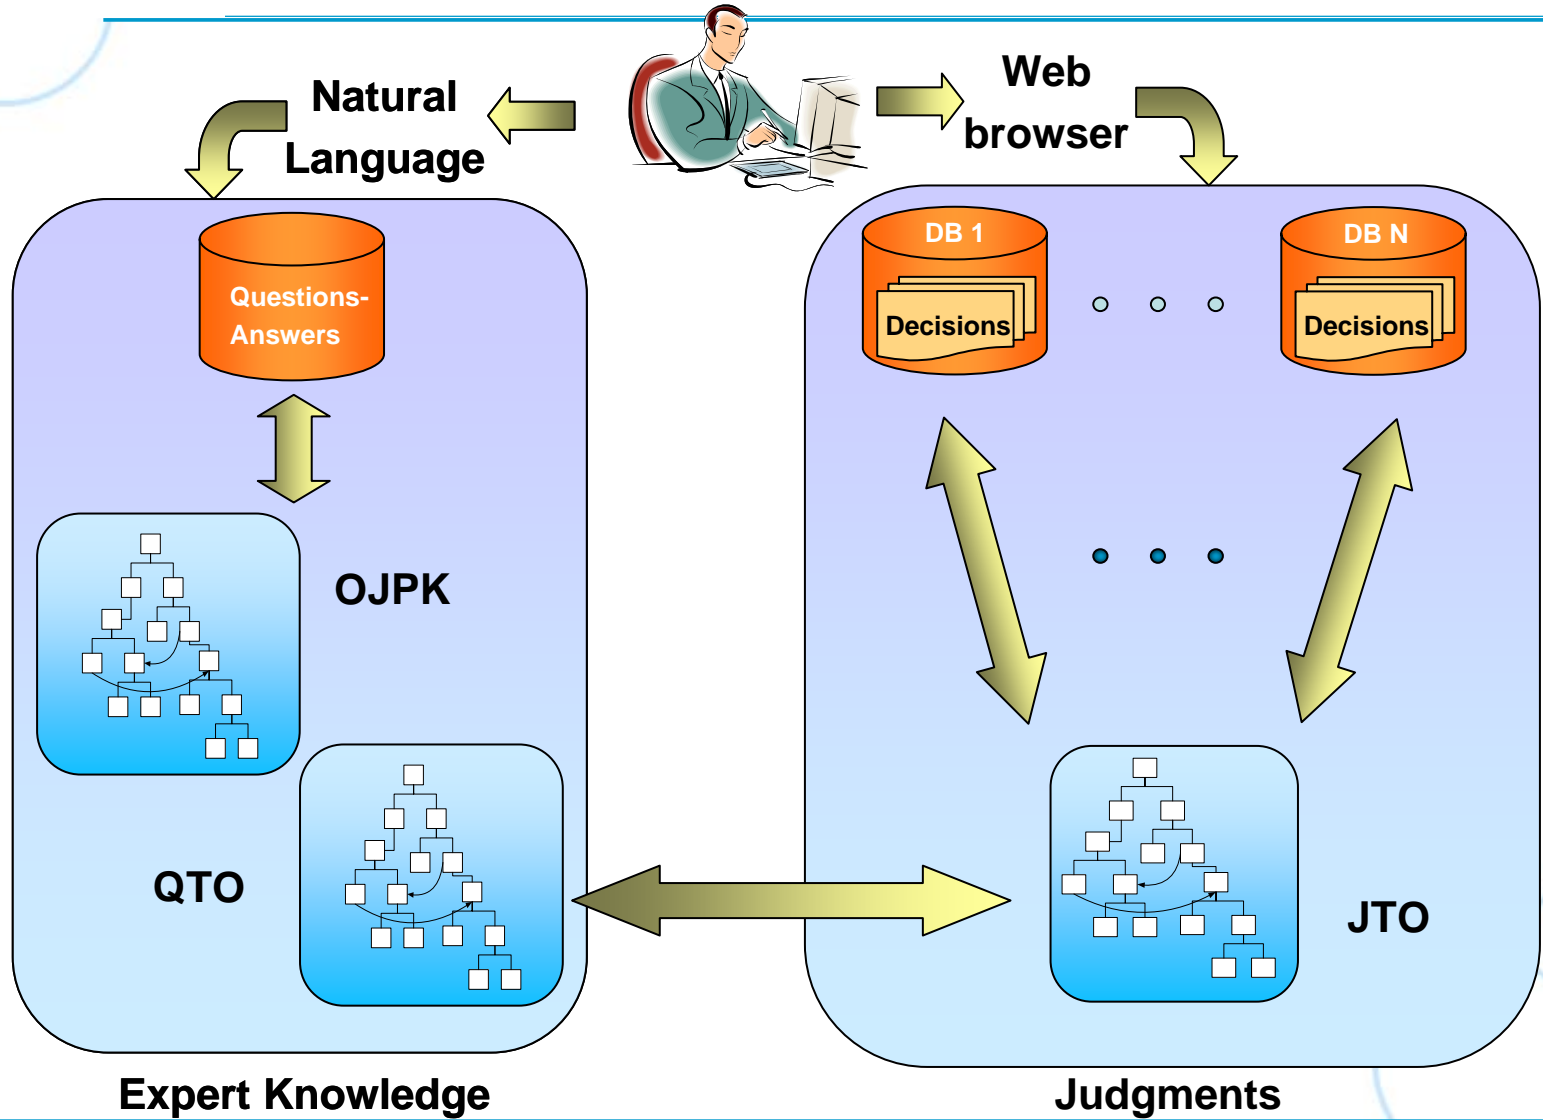 Natural
Language
Web
browser
Questions-
Answers
DB 1
Decisions
DB N
Decisions
OJPK
QTO
JTO
Expert Knowledge
Judgments